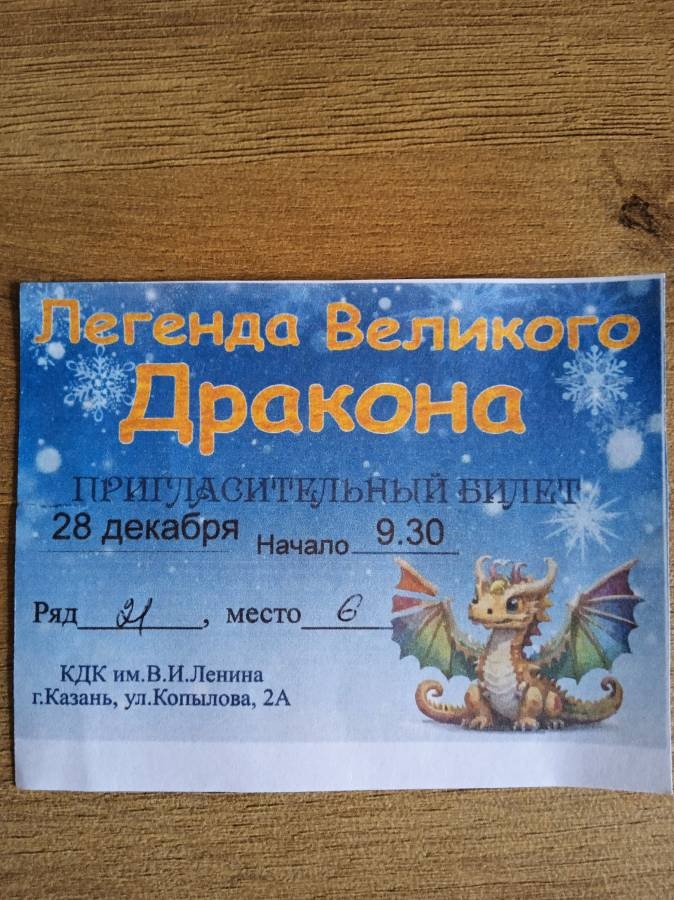 Легенда Великого
Дракона
ПРИГЛАСИТЕЛЬНЫЙ БИЛЕТ
28 декабря Начало 9.30
Ряд 21, место 6
КДК им.В.И.Ленина
г.Казань, ул.Копылова, 2А